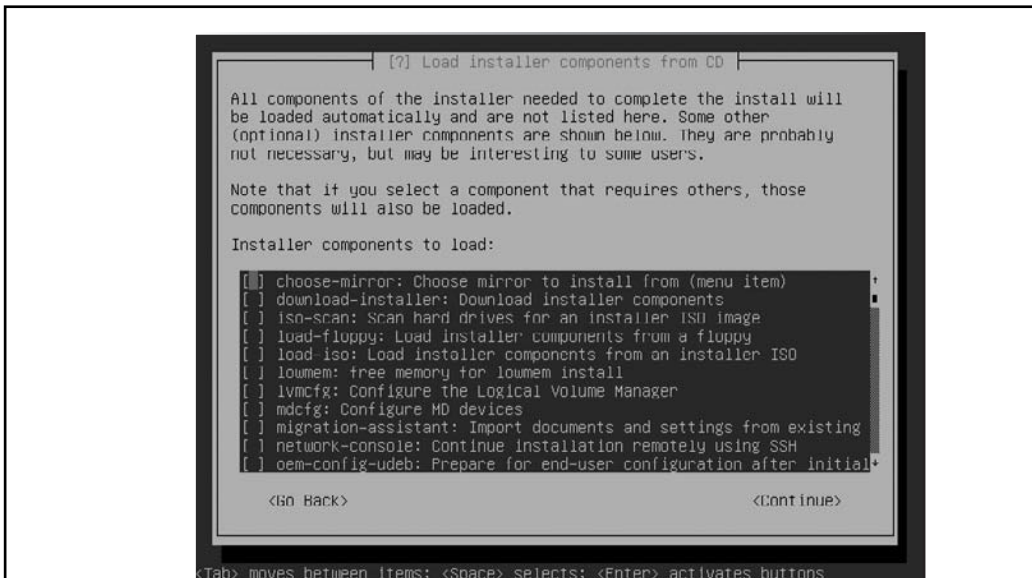 [?] Load installer components from CD
All components of the installer needed to complete the install will
be loaded automatically and are not listed here. Some other
(optional) installer components are shown below. They are probably
not necessary, but may be interesting to some users.
Note that if you select a component that requires others, those
components will also be loaded.
Installer components to load:
[ ] choose-mirror: Choose mirror to install from (menu item)
[ ] download-installer: Download installer components
[ ] iso-scan: Scan hard drives for an installer ISO image
[ ] load-floppy: Load installer components from a floppy
[ ] load-iso: Load installer components from an installer ISO
[ ] lowmem: free memory for lowmem install
[ ] lvmcfg: Configure the Logical Volume Manager
[ ] mdcfg: Configure MD devices
[ ] migration-assistant: Import documents and settings from existing
[ ] network-console: Continue installation remotely using SSH
[ ] oem-config-udeb: Prepare for end-user configuration after initial
<Go Back> <Continue>
<Tab> moves between items; <Space> selects; <Enter> activates buttons